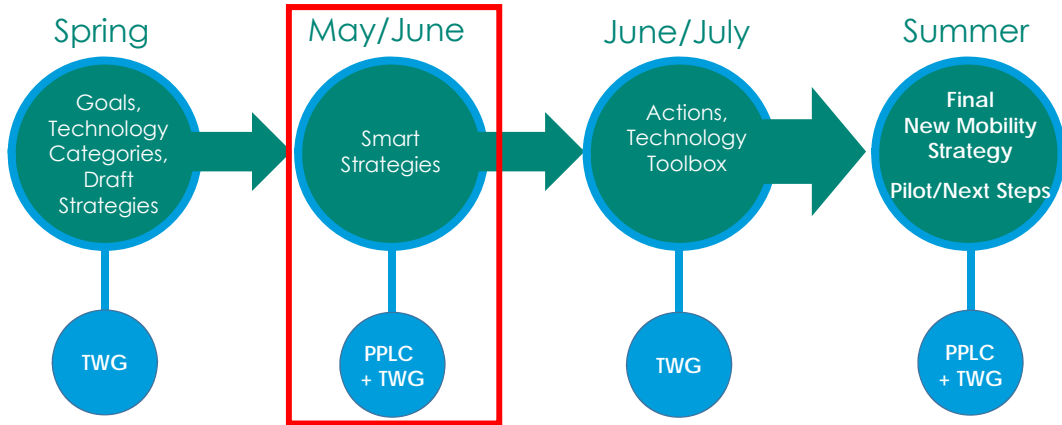 Spring
May/June
June/July
Summer
Goals,
Technology
Categories,
Draft
Strategies
Smart
Strategies
Actions,
Technology
Toolbox
Final
New Mobility
Strategy
Pilot/Next Steps
TWG
PPLC
+ TWG
TWG
PPLC
+ TWG